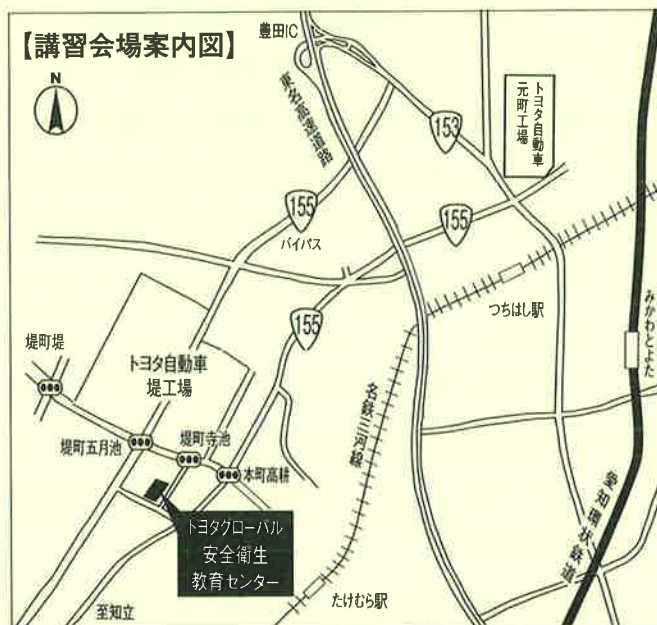 【講習会場案内図】
N
豊田IC
東名高速道路
153
トヨタ自動車
元町工場
155
バイパス
155
155
つちはし駅
みかわとよた
堤町堤
トヨタ自動車
堤工場
名鉄三河線
堤町五月池
堤町寺池
本町高耕
愛知環状鉄道
トヨタグローバル
安全衛生
教育センター
たけむら駅
至知立